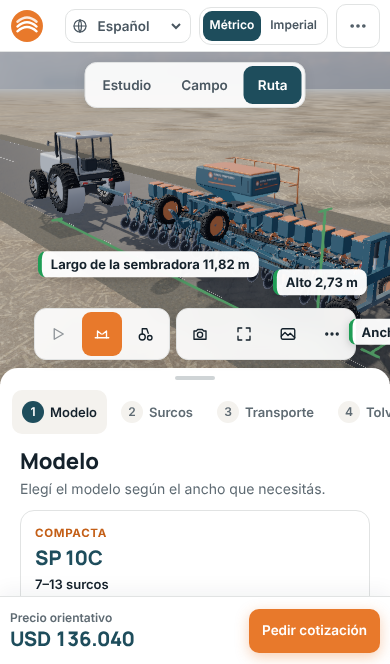 Español
Métrico
Imperial
Estudio
Campo
Ruta
Largo de la sembradora 11,82 m
Alto 2,73 m
1 Modelo
2 Surcos
3 Transporte
4
Modelo
Elegí el modelo según el ancho que necesitás.
COMPACTA
SP 10C
7–13 surcos
Precio orientativo
USD 136.040
Pedir cotización